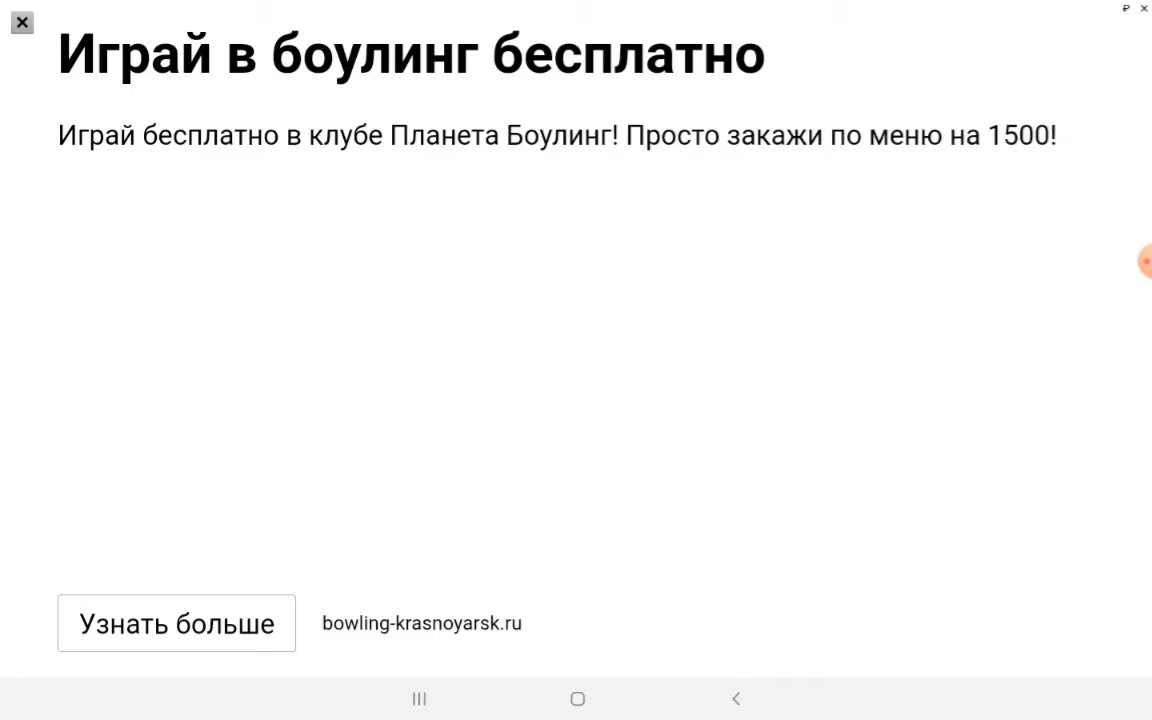 Играй в боулинг бесплатно
Играй бесплатно в клубе Планета Боулинг! Просто закажи по меню на 1500!
Узнать больше
bowling-krasnoyarsk.ru